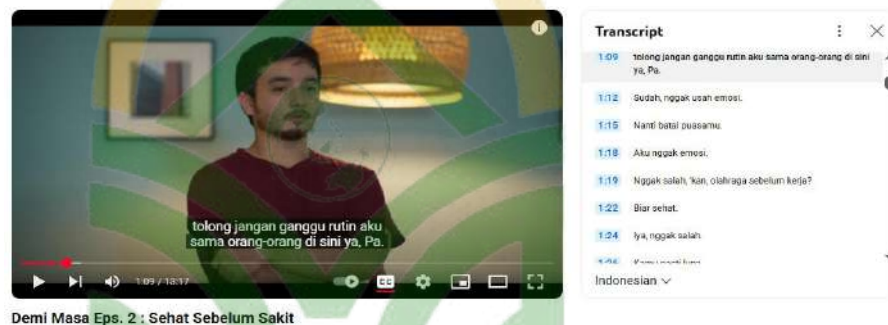 tolong jangan ganggu rutin aku
sama orang-orang di sini ya, Pa.
1:09 / 13:17
Demi Masa Eps. 2 : Sehat Sebelum Sakit
Transcript
1:09 tolong jangan ganggu rutin aku sama orang-orang di sini
ya, Pa.
1:12 Sudah, nggak usah emosi.
1:15 Nanti batal puasamu.
1:18 Aku nggak emosi.
1:19 Nggak salah, 'kan, olahraga sebelum kerja?
1:22 Biar sehat.
1:24 Iya, nggak salah.
Indonesian